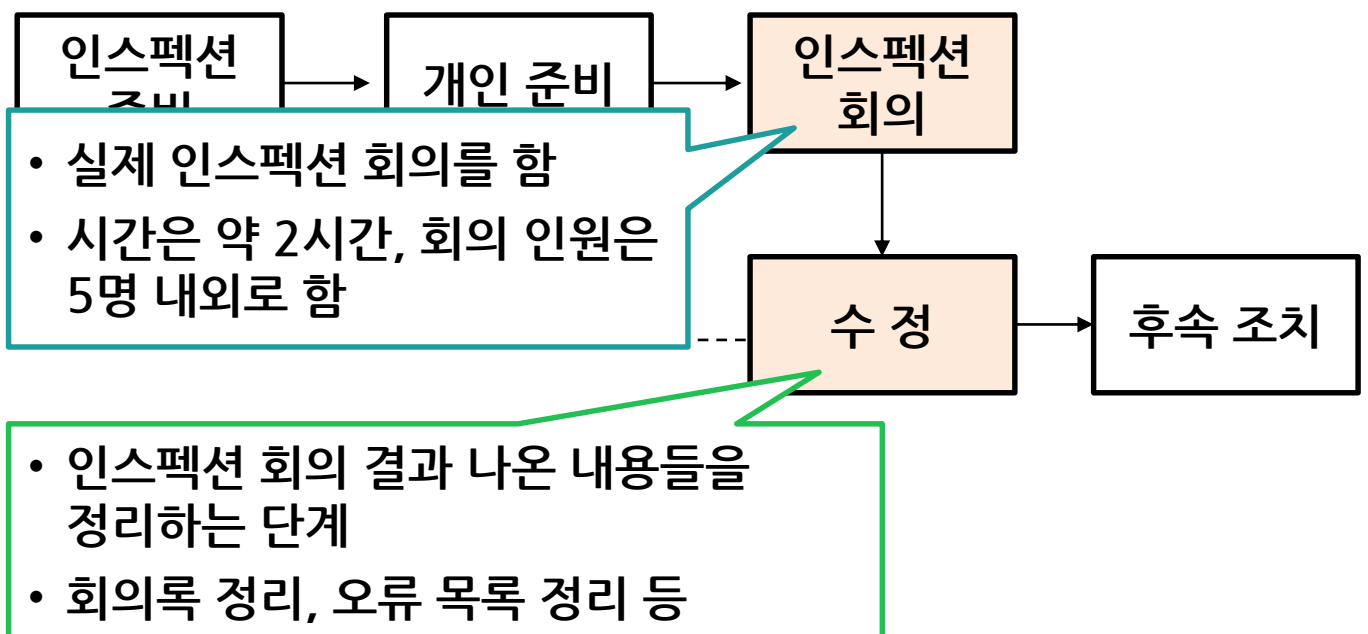 인스펙션
개인 준비
인스펙션
회의
• 실제 인스펙션 회의를 함
• 시간은 약 2시간, 회의 인원은
5명 내외로 함
수 정
후속 조치
• 인스펙션 회의 결과 나온 내용들을
정리하는 단계
• 회의록 정리, 오류 목록 정리 등